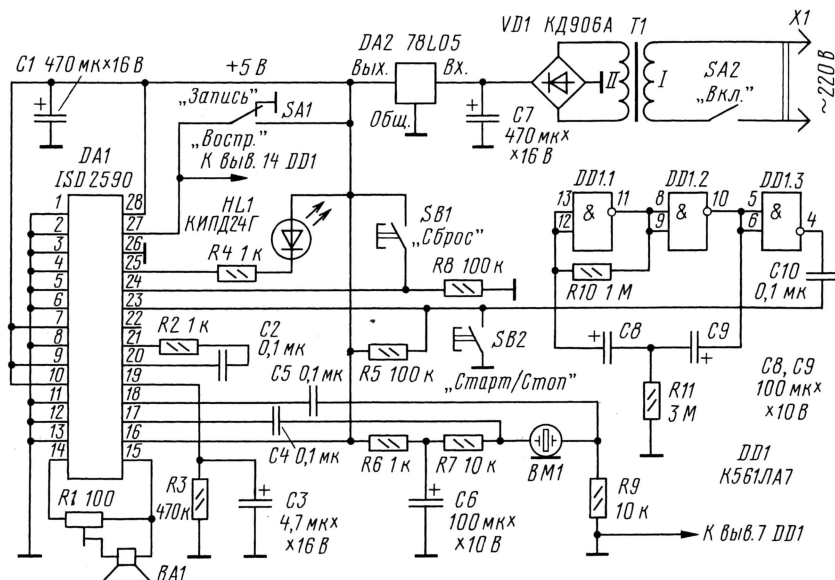 C1 470 мк×16 В
+5 В
DA2 78L05
Вых.
Вх.
Общ.
VD1 КД906А
T1
II
I
X1
SA2
„Вкл.“
~220 В
C7
470 мк×
×16 В
„Запись“
SA1
„Воспр.“
К выв. 14 DD1
DA1
ISD2590
1
2
3
4
5
6
7
8
9
10
11
12
13
14
28
27
26
25
24
23
22
21
20
19
18
17
16
15
HL1
КИПД24Г
R4 1 к
SB1
„Сброс“
R8 100 к
R2 1 к
C2
0,1 мк
C5 0,1 мк
R5 100 к
SB2
„Старт/Стоп“
C4 0,1 мк
R6 1 к
R7 10 к
BM1
R9
10 к
К выв.7 DD1
R1 100
BA1
R3
470к
C3
4,7 мк×
×16 В
C6
100 мк×
×10 В
DD1.1
DD1.2
DD1.3
13
12
&
11
8
9
&
10
5
6
&
4
R10 1 М
C10
0,1 мк
C8
C9
R11
3 М
C8, C9
100 мк×
×10 В
DD1
К561ЛА7